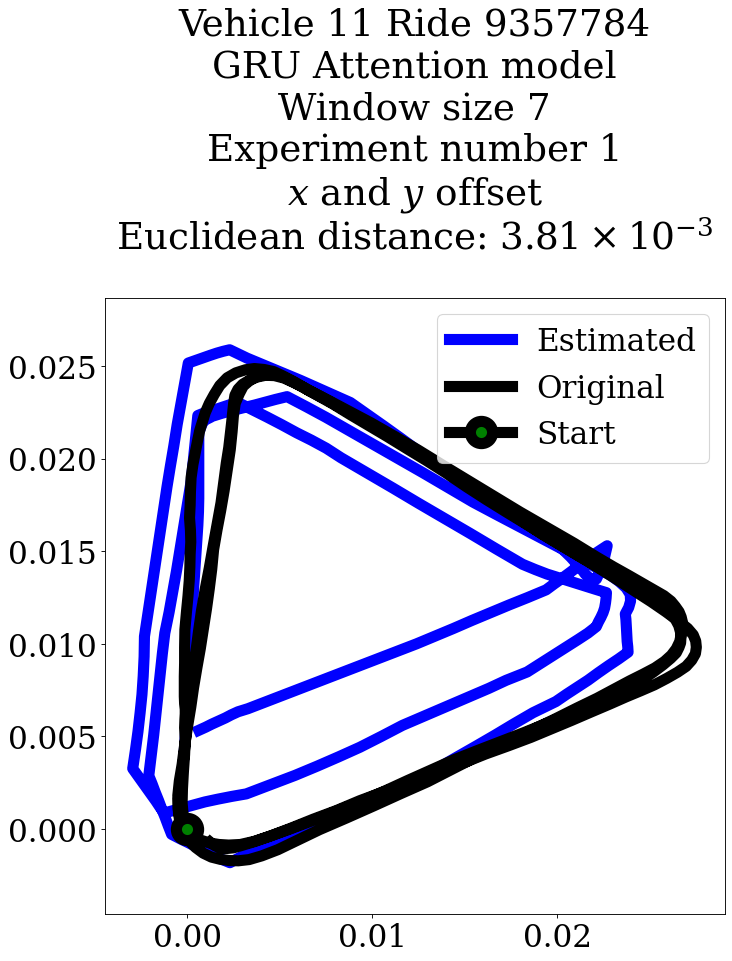 Vehicle 11 Ride 9357784
GRU Attention model
Window size 7
Experiment number 1
x and y offset
Euclidean distance: 3.81 × 10⁻³
Estimated
Original
Start
0.025
0.020
0.015
0.010
0.005
0.000
0.00 0.01 0.02